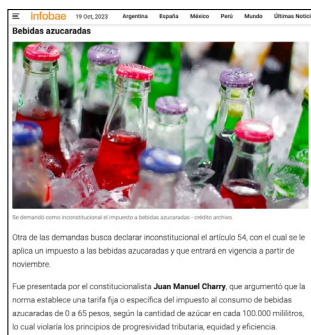 infobae 19 Oct, 2023 Argentina España México Perú Mundo Últimas Notici
Bebidas azucaradas
Se demandó como inconstitucional el impuesto a bebidas azucaradas - crédito archivo.
Otra de las demandas busca declarar inconstitucional el artículo 54, con el cual se le
aplica un impuesto a las bebidas azucaradas y que entrará en vigencia a partir de
noviembre.
Fue presentada por el constitucionalista Juan Manuel Charry, que argumentó que la
norma establece una tarifa fija o específica del impuesto al consumo de bebidas
azucaradas de 0 a 65 pesos, según la cantidad de azúcar en cada 100.000 mililitros,
lo cual violaría los principios de progresividad tributaria, equidad y eficiencia.